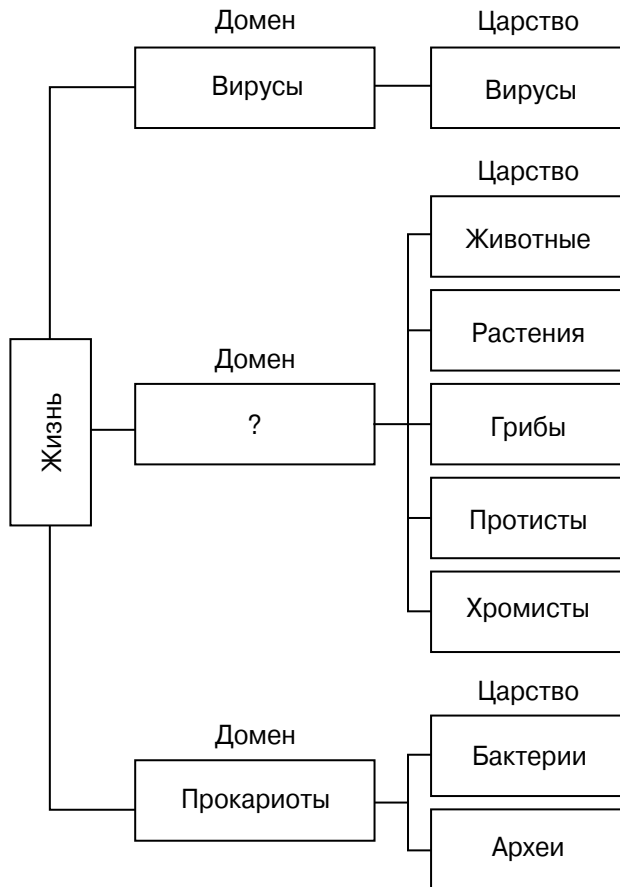 Домен
Царство
Вирусы
Вирусы
Царство
Животные
Растения
Домен
?
Жизнь
Грибы
Протисты
Хромисты
Царство
Домен
Бактерии
Прокариоты
Археи